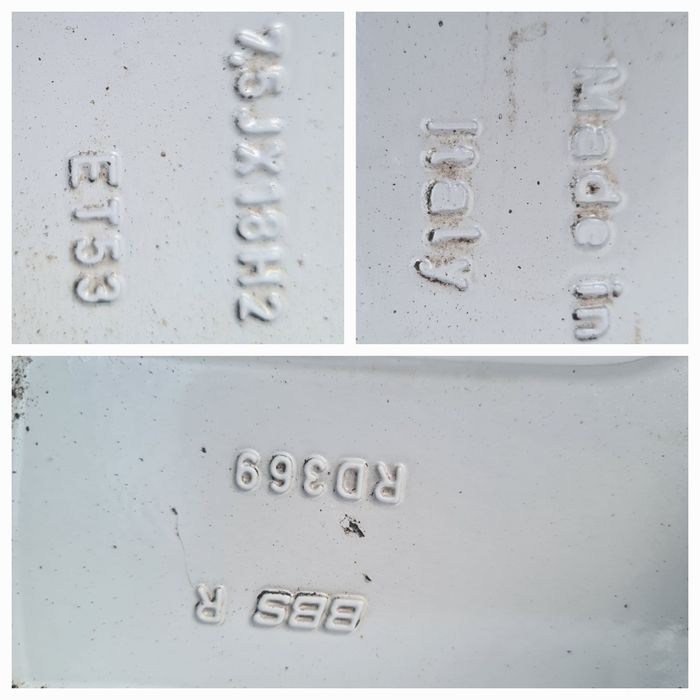 7.5JX18H2
ET53
Made in
Italy
BBS R
RD369